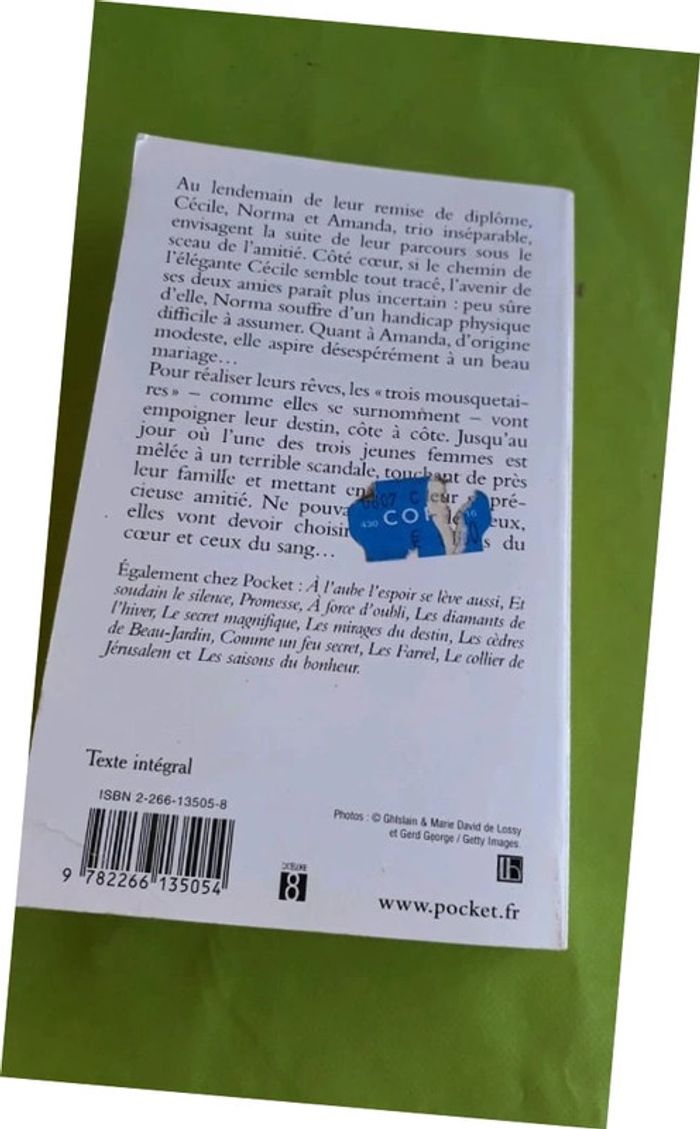 Au lendemain de leur remise de diplôme,
Cécile, Norma et Amanda, trio inséparable,
envisagent la suite de leur parcours sous le
sceau de l'amitié. Côté cœur, si le chemin de
l'élégante Cécile semble tout tracé, l'avenir de
ses deux amies paraît plus incertain : peu sûre
d'elle, Norma souffre d'un handicap physique
difficile à assumer. Quant à Amanda, d'origine
modeste, elle aspire désespérément à un beau
mariage…
Pour réaliser leurs rêves, les « trois mousquetai-
res » – comme elles se surnomment – vont
empoigner leur destin, côte à côte. Jusqu'au
jour où l'une des trois jeunes femmes est
mêlée à un terrible scandale, touchant de près
leur famille et mettant en leur pré-
cieuse amitié. Ne
elles vont devoir choisir du
cœur et ceux du sang…
430 CO
Également chez Pocket : À l'aube l'espoir se lève aussi, Et
soudain le silence, Promesse, À force d'oubli, Les diamants de
l'hiver, Le secret magnifique, Les mirages du destin, Les cèdres
de Beau-Jardin, Comme un feu secret, Les Farrel, Le collier de
Jérusalem et Les saisons du bonheur.
Texte intégral
ISBN 2-266-13505-8
9 782266 135054
Photos : © Ghislain & Marie David de Lossy
et Gerd George / Getty Images.
8
www.pocket.fr